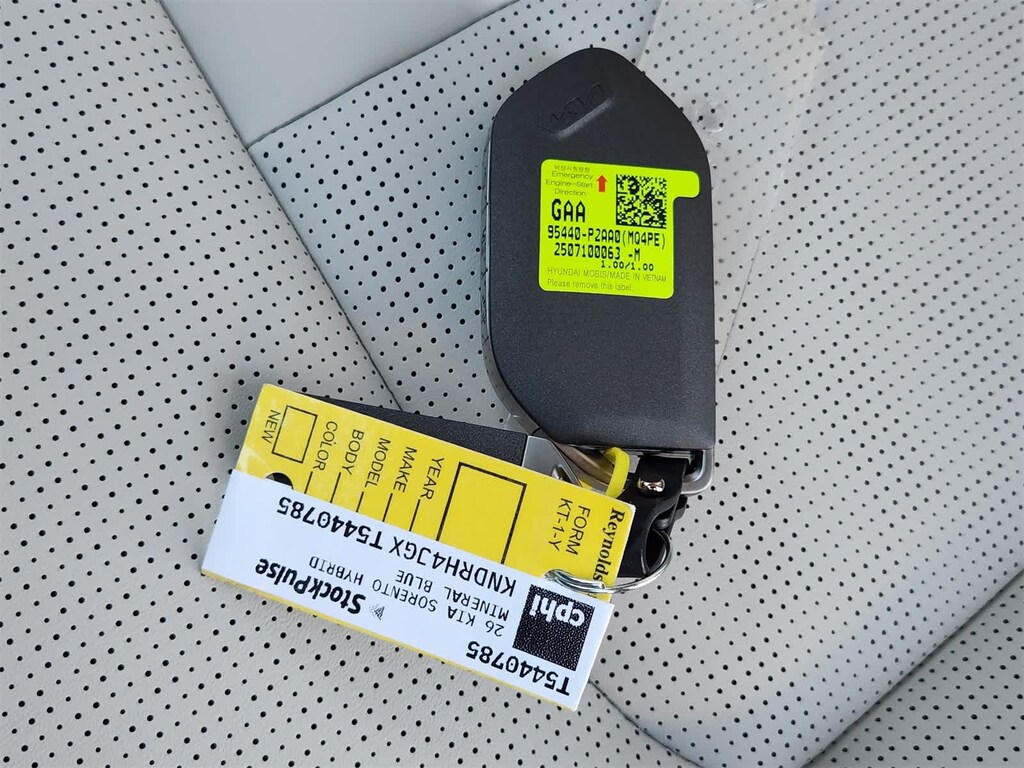 KIA
비상시동방향
Emergency
Engine-Start
Direction
GAA
95440-P2AA0(MQ4PE)
2507100063 -M
1.00/1.00
HYUNDAI MOBIS/MADE IN VIETNAM
Please remove this label.
Reynolds
FORM
KT-1-Y
YEAR
MAKE
MODEL
BODY
COLOR
NEW
T5440785
cphi
26 KIA SORENTO HYBRID
MINERAL BLUE
StockPulse
KNDRH4JGX T5440785